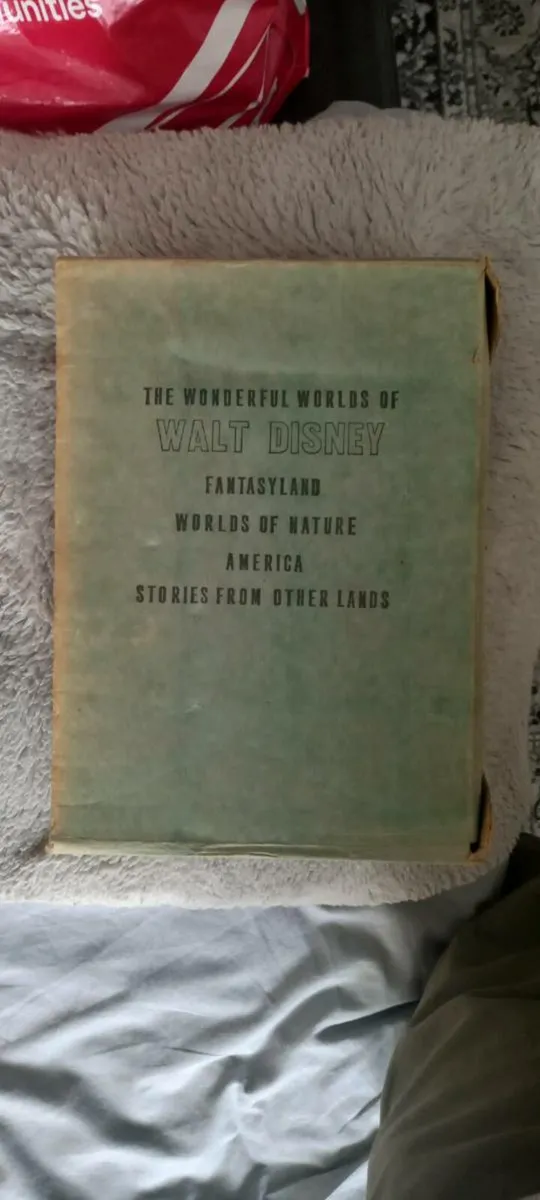 unities
THE WONDERFUL WORLDS OF
WALT DISNEY
FANTASYLAND
WORLDS OF NATURE
AMERICA
STORIES FROM OTHER LANDS